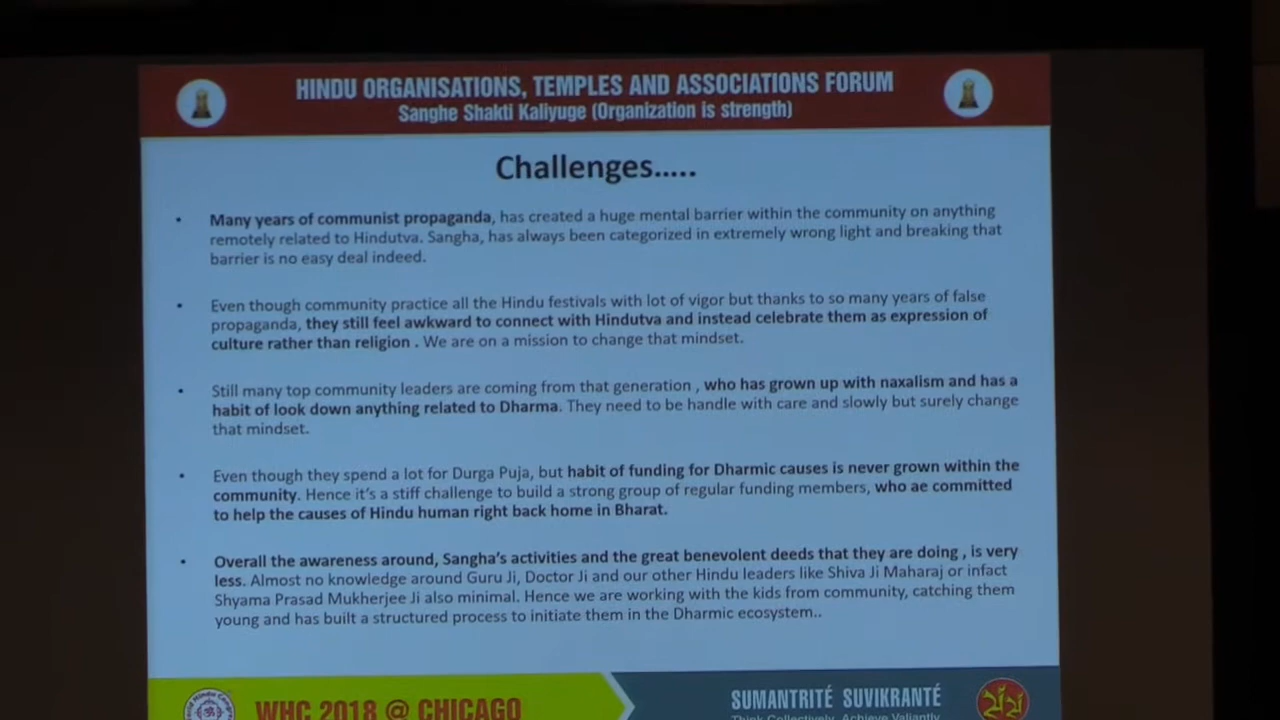 HINDU ORGANISATIONS, TEMPLES AND ASSOCIATIONS FORUM
Sanghe Shakti Kaliyuge (Organization is strength)
Challenges.....
• Many years of communist propaganda, has created a huge mental barrier within the community on anything
remotely related to Hindutva. Sangha, has always been categorized in extremely wrong light and breaking that
barrier is no easy deal indeed.
• Even though community practice all the Hindu festivals with lot of vigor but thanks to so many years of false
propaganda, they still feel awkward to connect with Hindutva and instead celebrate them as expression of
culture rather than religion . We are on a mission to change that mindset.
• Still many top community leaders are coming from that generation , who has grown up with naxalism and has a
habit of look down anything related to Dharma. They need to be handle with care and slowly but surely change
that mindset.
• Even though they spend a lot for Durga Puja, but habit of funding for Dharmic causes is never grown within the
community. Hence it's a stiff challenge to build a strong group of regular funding members, who ae committed
to help the causes of Hindu human right back home in Bharat.
• Overall the awareness around, Sangha's activities and the great benevolent deeds that they are doing , is very
less. Almost no knowledge around Guru Ji, Doctor Ji and our other Hindu leaders like Shiva Ji Maharaj or infact
Shyama Prasad Mukherjee Ji also minimal. Hence we are working with the kids from community, catching them
young and has built a structured process to initiate them in the Dharmic ecosystem..
WHC 2018 @ CHICAGO
SUMANTRITÉ SUVIKRANTÉ
Think Collectively, Achieve Valiantly